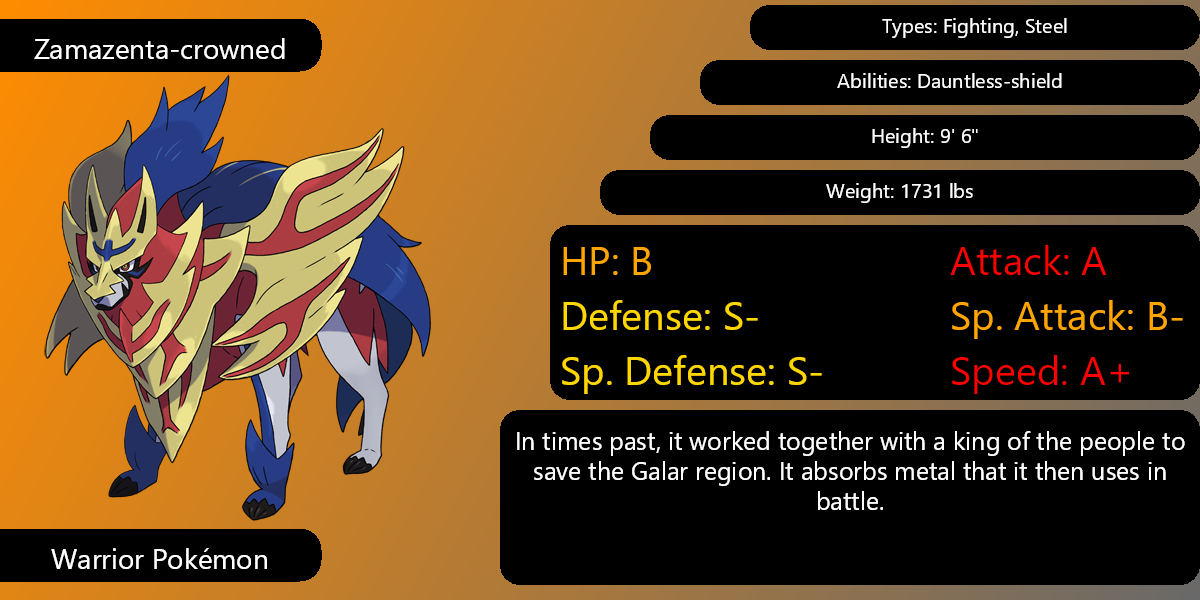 Zamazenta-crowned
Types: Fighting, Steel
Abilities: Dauntless-shield
Height: 9' 6"
Weight: 1731 lbs
HP: B
Attack: A
Defense: S-
Sp. Attack: B-
Sp. Defense: S-
Speed: A+
In times past, it worked together with a king of the people to
save the Galar region. It absorbs metal that it then uses in
battle.
Warrior Pokémon